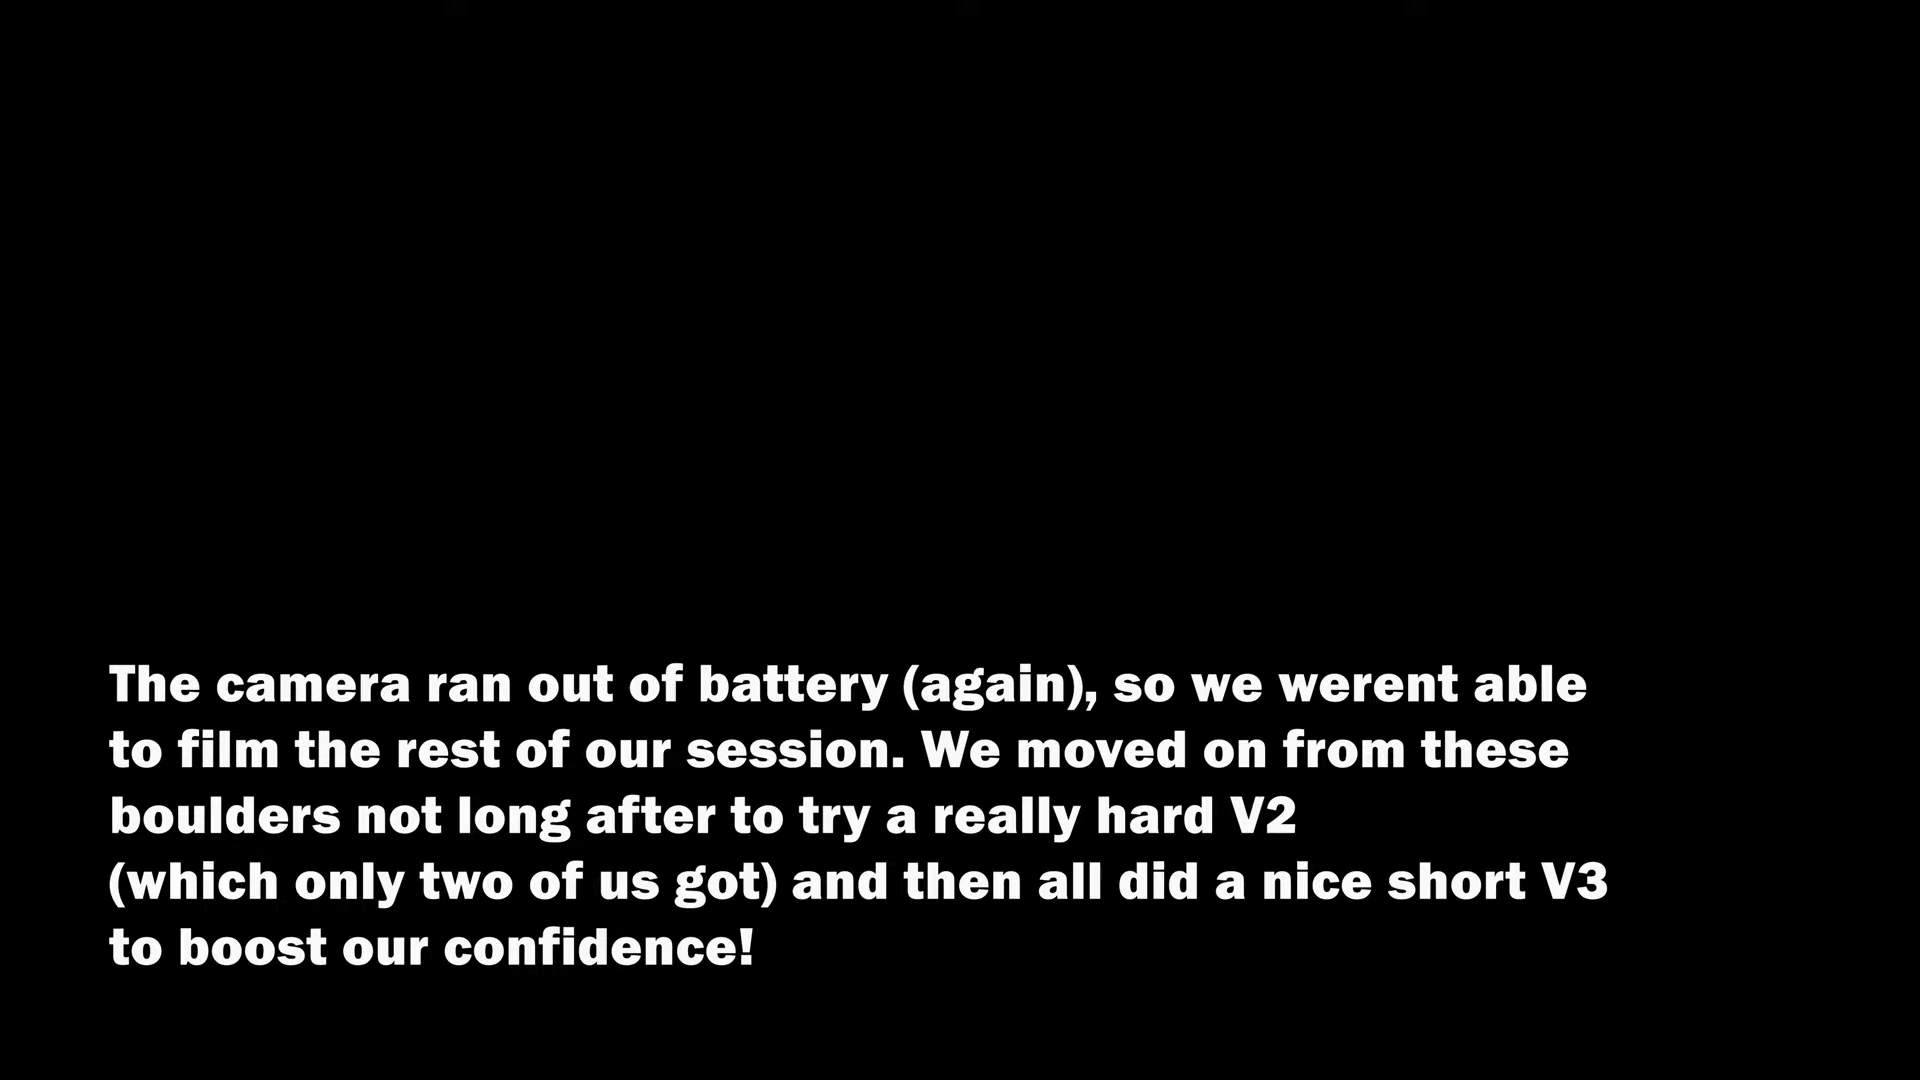 The camera ran out of battery (again), so we werent able
to film the rest of our session. We moved on from these
boulders not long after to try a really hard V2
(which only two of us got) and then all did a nice short V3
to boost our confidence!